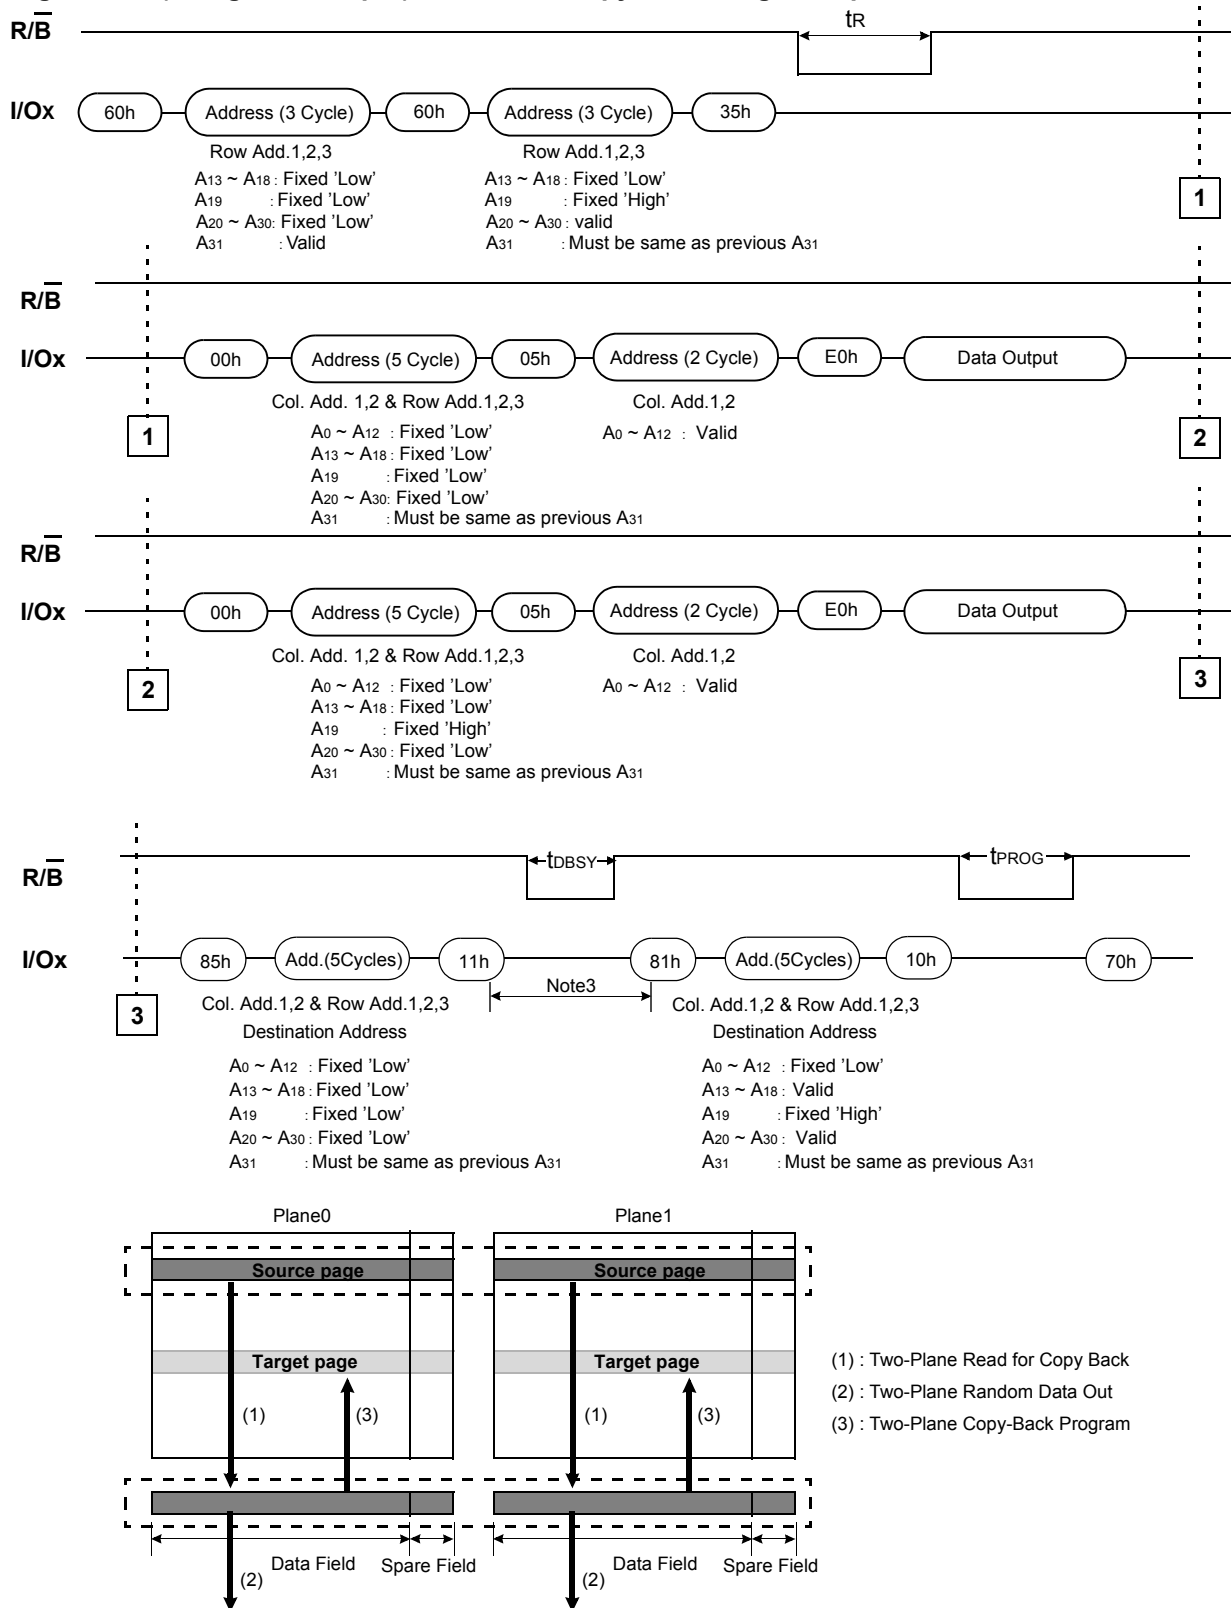 tR
R/B
I/Ox 60h Address (3 Cycle) 60h Address (3 Cycle) 35h
Row Add.1,2,3 Row Add.1,2,3
A13 ~ A18 : Fixed 'Low' A13 ~ A18 : Fixed 'Low'
A19 : Fixed 'Low' A19 : Fixed 'High'
A20 ~ A30: Fixed 'Low' A20 ~ A30 : valid
A31 : Valid A31 : Must be same as previous A31
1
R/B
I/Ox 00h Address (5 Cycle) 05h Address (2 Cycle) E0h Data Output
Col. Add. 1,2 & Row Add.1,2,3 Col. Add.1,2
A0 ~ A12 : Fixed 'Low' A0 ~ A12 : Valid
A13 ~ A18 : Fixed 'Low'
A19 : Fixed 'Low'
A20 ~ A30: Fixed 'Low'
A31 : Must be same as previous A31
1 2
R/B
I/Ox 00h Address (5 Cycle) 05h Address (2 Cycle) E0h Data Output
Col. Add. 1,2 & Row Add.1,2,3 Col. Add.1,2
A0 ~ A12 : Fixed 'Low' A0 ~ A12 : Valid
A13 ~ A18 : Fixed 'Low'
A19 : Fixed 'High'
A20 ~ A30 : Fixed 'Low'
A31 : Must be same as previous A31
2 3
R/B tDBSY tPROG
I/Ox 85h Add.(5Cycles) 11h 81h Add.(5Cycles) 10h 70h
Note3
3
Col. Add.1,2 & Row Add.1,2,3 Col. Add.1,2 & Row Add.1,2,3
Destination Address Destination Address
A0 ~ A12 : Fixed 'Low' A0 ~ A12 : Fixed 'Low'
A13 ~ A18 : Fixed 'Low' A13 ~ A18 : Valid
A19 : Fixed 'Low' A19 : Fixed 'High'
A20 ~ A30 : Fixed 'Low' A20 ~ A30 : Valid
A31 : Must be same as previous A31 A31 : Must be same as previous A31
Plane0 Plane1
Source page Source page
Target page Target page
(1) (3) (1) (3)
(1) : Two-Plane Read for Copy Back
(2) : Two-Plane Random Data Out
(3) : Two-Plane Copy-Back Program
Data Field Spare Field Data Field Spare Field
(2) (2)